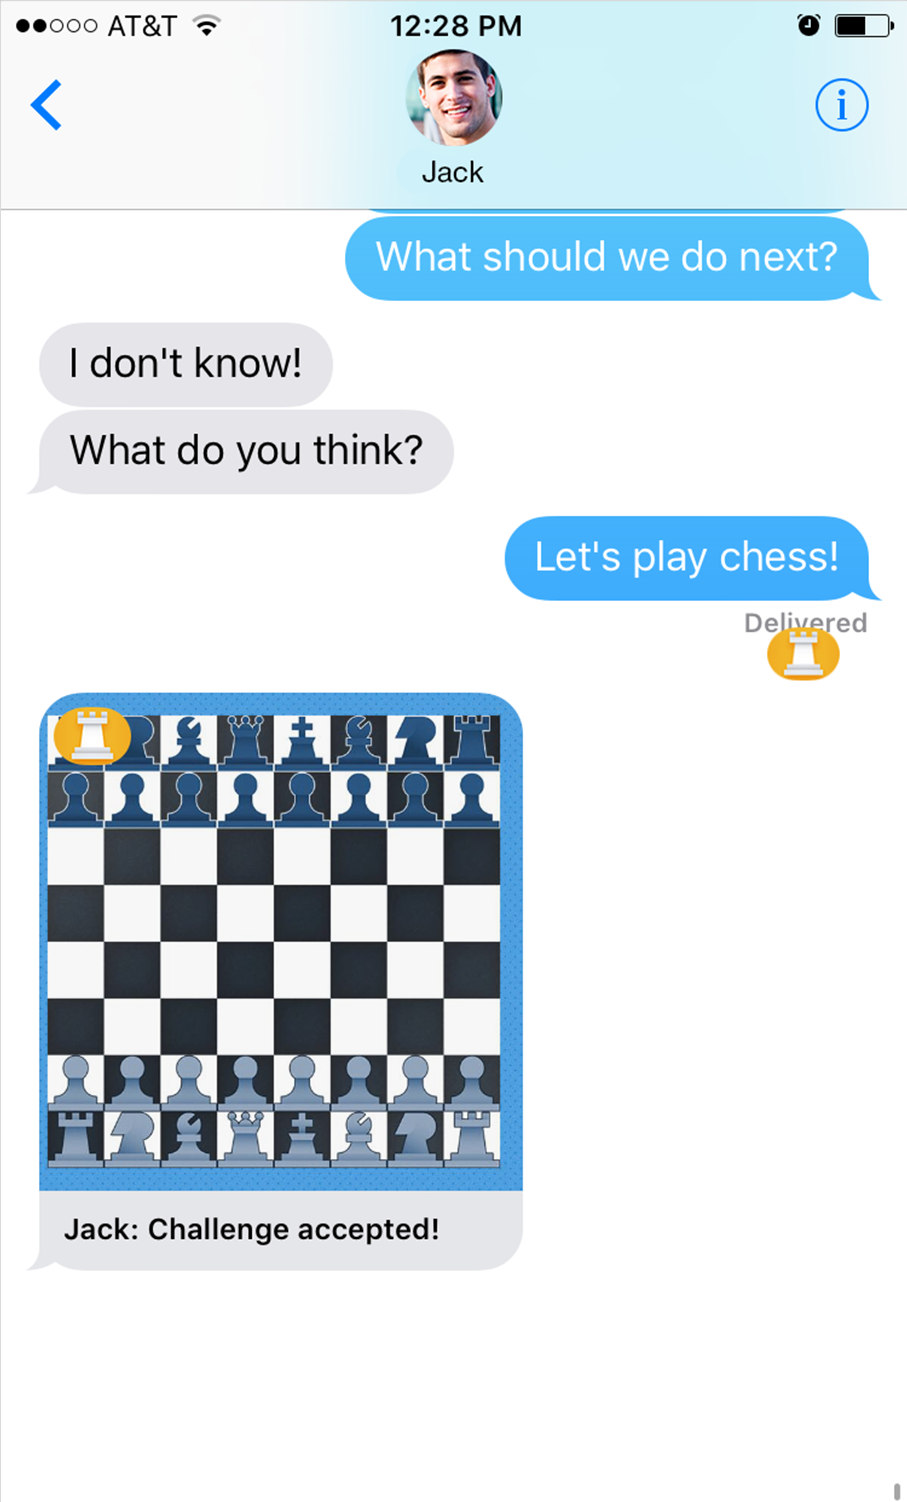 AT&T 12:28 PM
Jack
What should we do next?
I don't know!
What do you think?
Let's play chess!
Delivered
Jack: Challenge accepted!